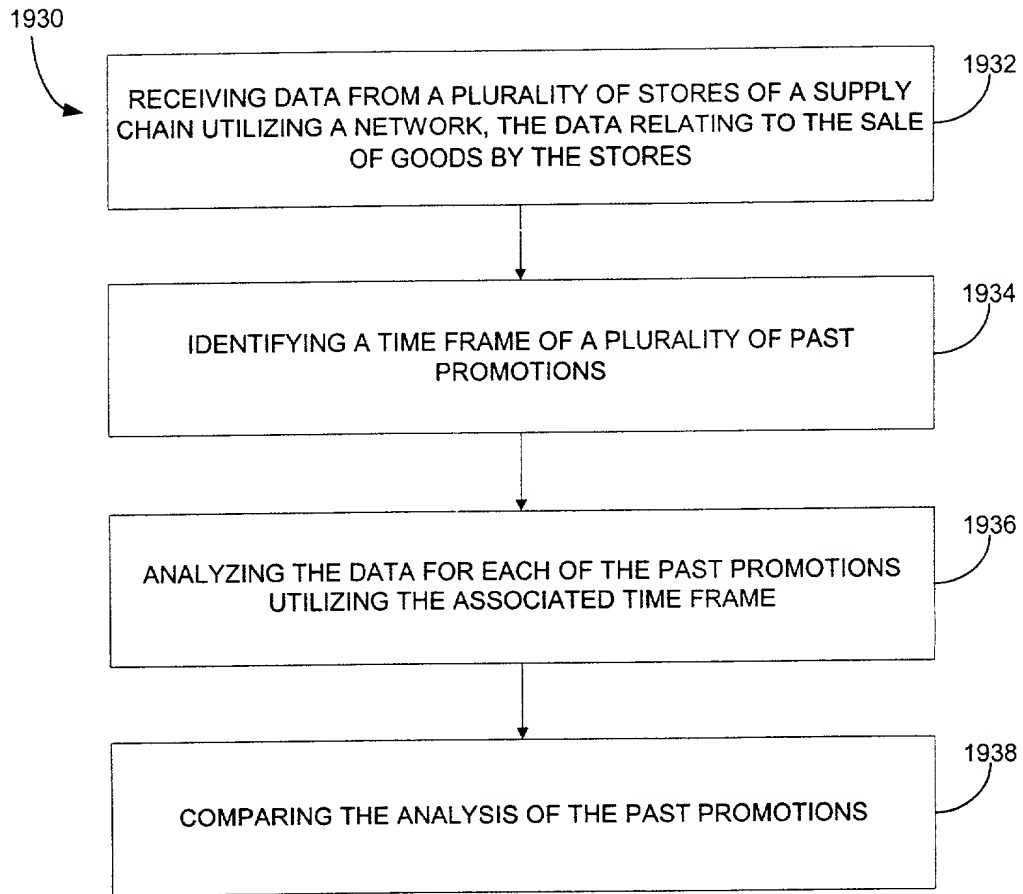 1930
1932
RECEIVING DATA FROM A PLURALITY OF STORES OF A SUPPLY
CHAIN UTILIZING A NETWORK, THE DATA RELATING TO THE SALE
OF GOODS BY THE STORES
1934
IDENTIFYING A TIME FRAME OF A PLURALITY OF PAST
PROMOTIONS
1936
ANALYZING THE DATA FOR EACH OF THE PAST PROMOTIONS
UTILIZING THE ASSOCIATED TIME FRAME
1938
COMPARING THE ANALYSIS OF THE PAST PROMOTIONS